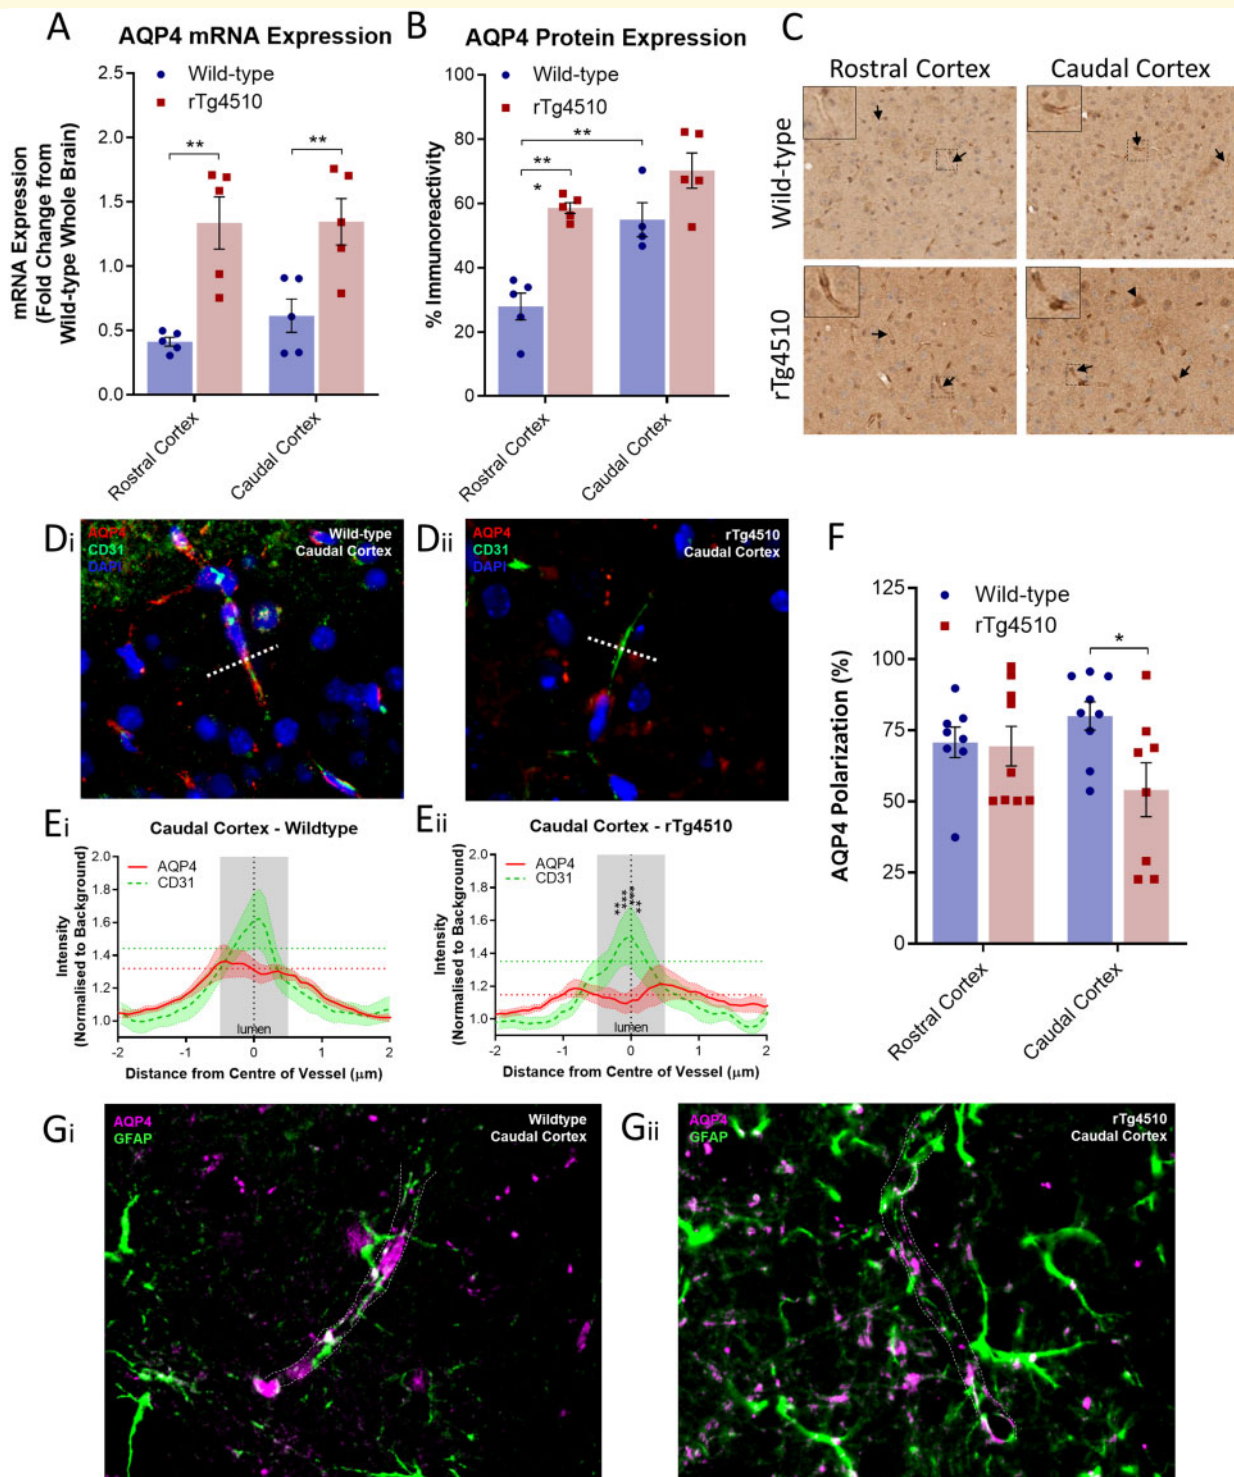 A
AQP4 mRNA Expression
mRNA Expression
(Fold Change from
Wild-type Whole Brain)
2.5
2.0
1.5
1.0
0.5
0.0
Wild-type
rTg4510
**
**
Rostral Cortex
Caudal Cortex
B
AQP4 Protein Expression
% Immunoreactivity
100
80
60
40
20
0
Wild-type
rTg4510
**
**
*
Rostral Cortex
Caudal Cortex
C
Rostral Cortex
Caudal Cortex
Wild-type
rTg4510
Di
AQP4
CD31
DAPI
Wild-type
Caudal Cortex
Dii
AQP4
CD31
DAPI
rTg4510
Caudal Cortex
Ei
Caudal Cortex - Wildtype
Intensity
(Normalised to Background)
2.0
1.8
1.6
1.4
1.2
1.0
AQP4
CD31
lumen
-2
-1
0
1
2
Distance from Centre of Vessel (μm)
Eii
Caudal Cortex - rTg4510
Intensity
(Normalised to Background)
2.0
1.8
1.6
1.4
1.2
1.0
AQP4
CD31
**
***
****
**
lumen
-2
-1
0
1
2
Distance from Centre of Vessel (μm)
F
AQP4 Polarization (%)
125
100
75
50
25
0
Wild-type
rTg4510
*
Rostral Cortex
Caudal Cortex
Gi
AQP4
GFAP
Wildtype
Caudal Cortex
Gii
AQP4
GFAP
rTg4510
Caudal Cortex